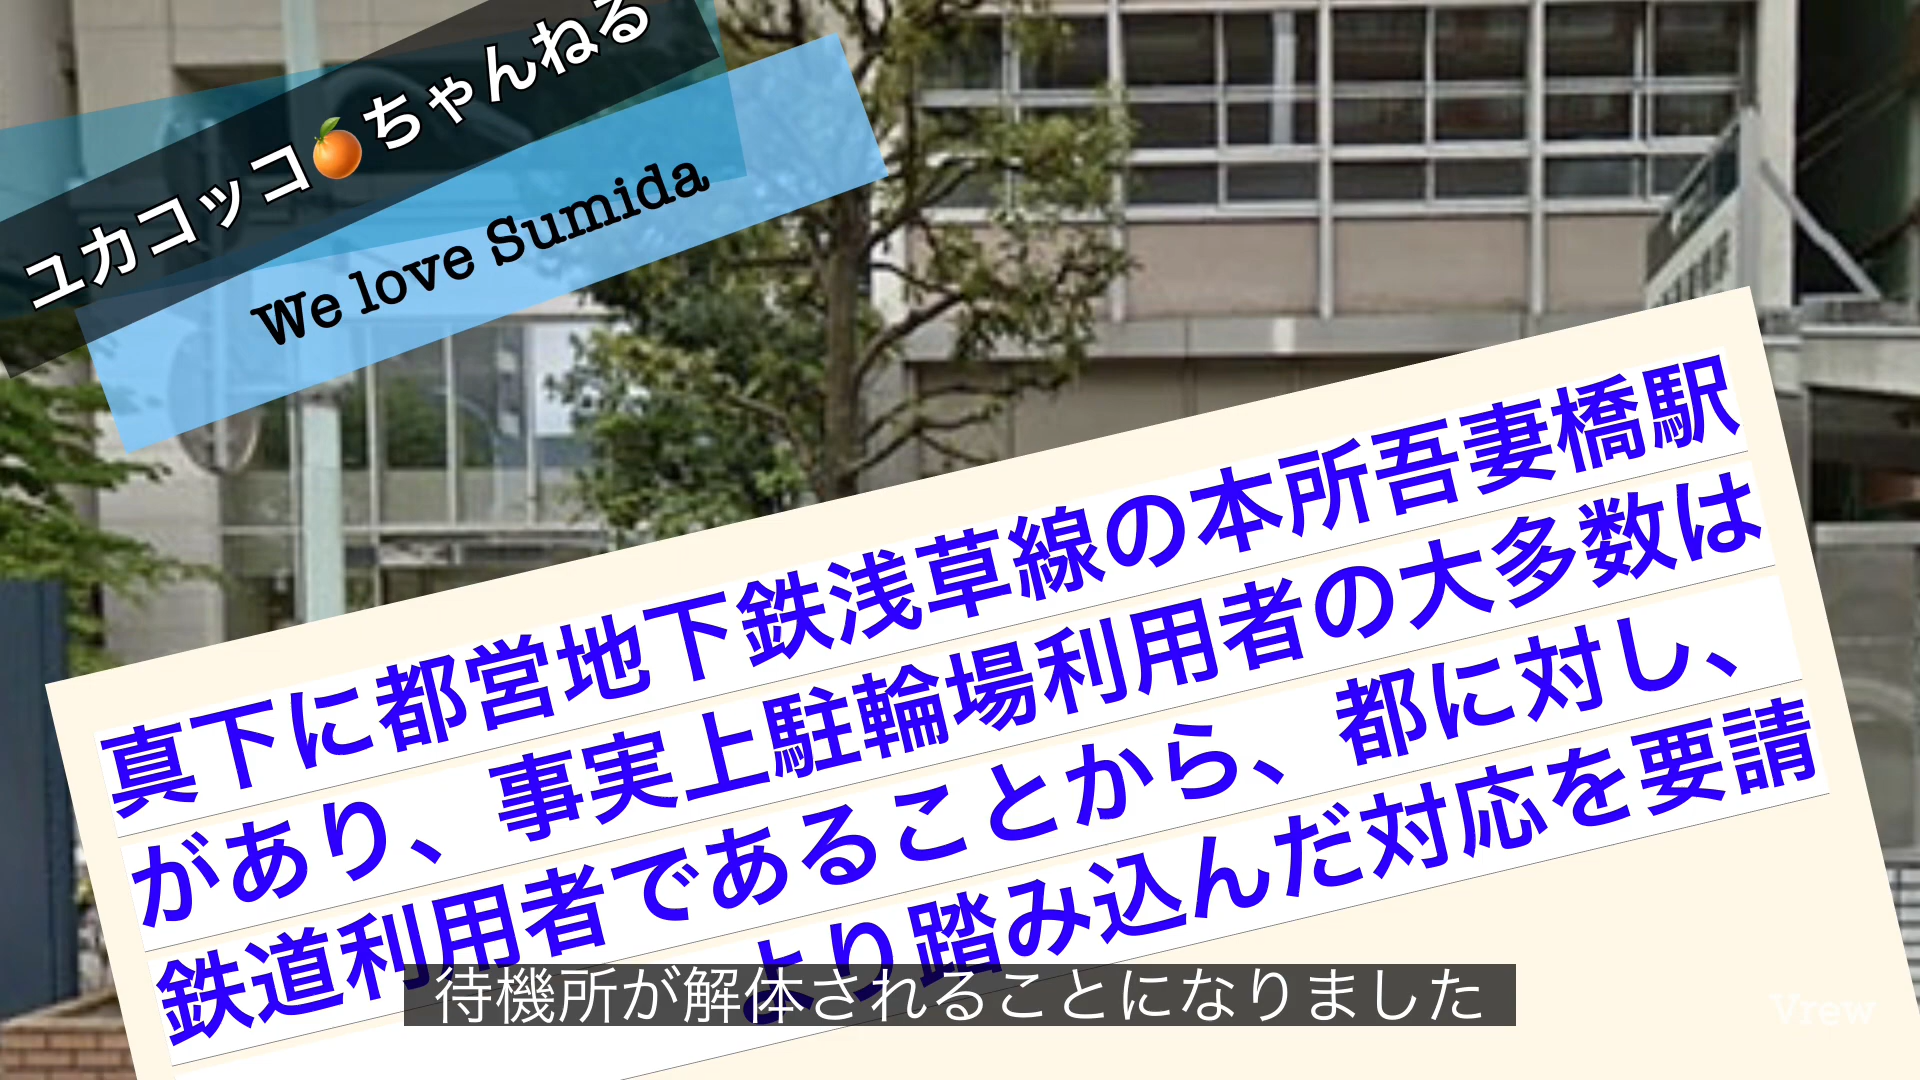 ユカコッコ🍊ちゃんねる
We love Sumida
真下に都営地下鉄浅草線の本所吾妻橋駅
があり、事実上駐輪場利用者の大多数は
鉄道利用者であることから、都に対し、
より踏み込んだ対応を要請
待機所が解体されることになりました
Vrew